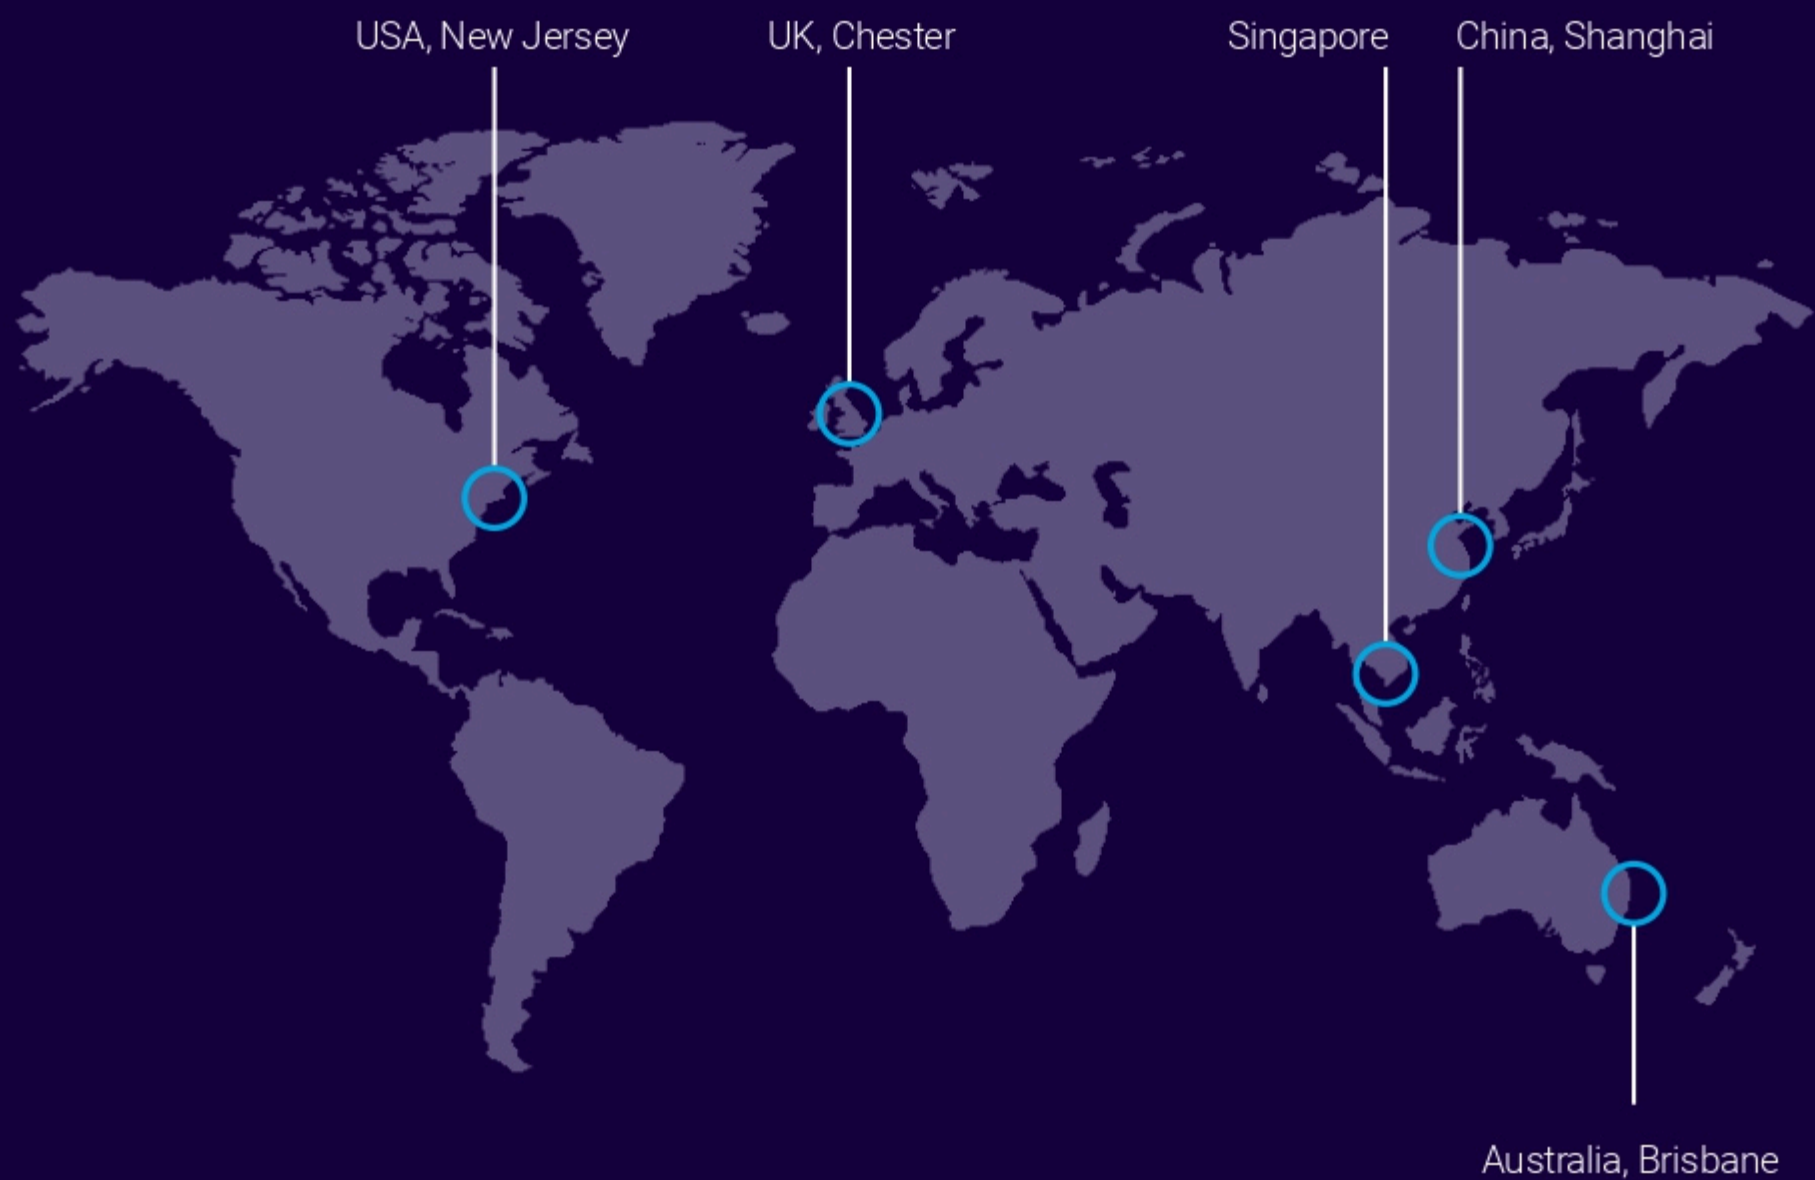 USA, New Jersey
UK, Chester
Singapore
China, Shanghai
Australia, Brisbane